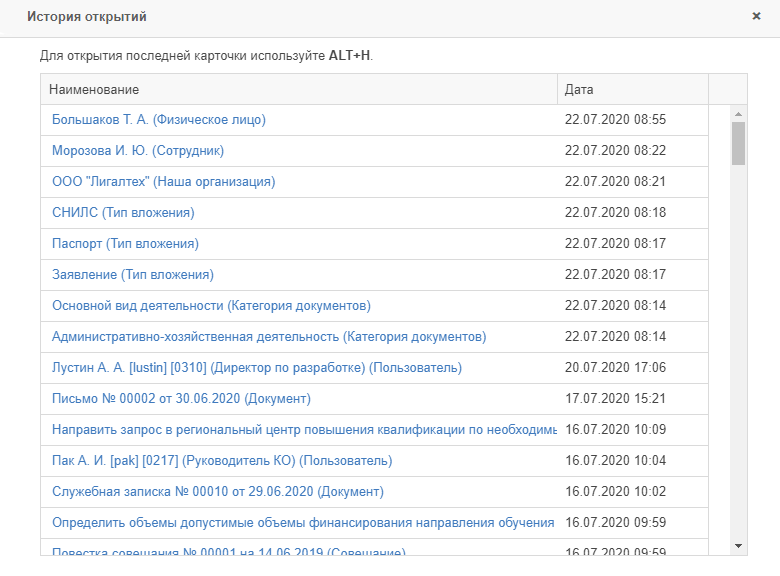 История открытий
×
Для открытия последней карточки используйте ALT+H.
Наименование Дата
Большаков Т. А. (Физическое лицо) 22.07.2020 08:55
Морозова И. Ю. (Сотрудник) 22.07.2020 08:22
ООО "Лигалтех" (Наша организация) 22.07.2020 08:21
СНИЛС (Тип вложения) 22.07.2020 08:18
Паспорт (Тип вложения) 22.07.2020 08:17
Заявление (Тип вложения) 22.07.2020 08:17
Основной вид деятельности (Категория документов) 22.07.2020 08:14
Административно-хозяйственная деятельность (Категория документов) 22.07.2020 08:14
Лустин А. А. [lustin] [0310] (Директор по разработке) (Пользователь) 20.07.2020 17:06
Письмо № 00002 от 30.06.2020 (Документ) 17.07.2020 15:21
Направить запрос в региональный центр повышения квалификации по необходимы 16.07.2020 10:09
Пак А. И. [pak] [0217] (Руководитель КО) (Пользователь) 16.07.2020 10:04
Служебная записка № 00010 от 29.06.2020 (Документ) 16.07.2020 10:02
Определить объемы допустимые объемы финансирования направления обучения 16.07.2020 09:59
Повестка совещания № 00001 на 14.06.2019 (Совещание) 16.07.2020 09:59